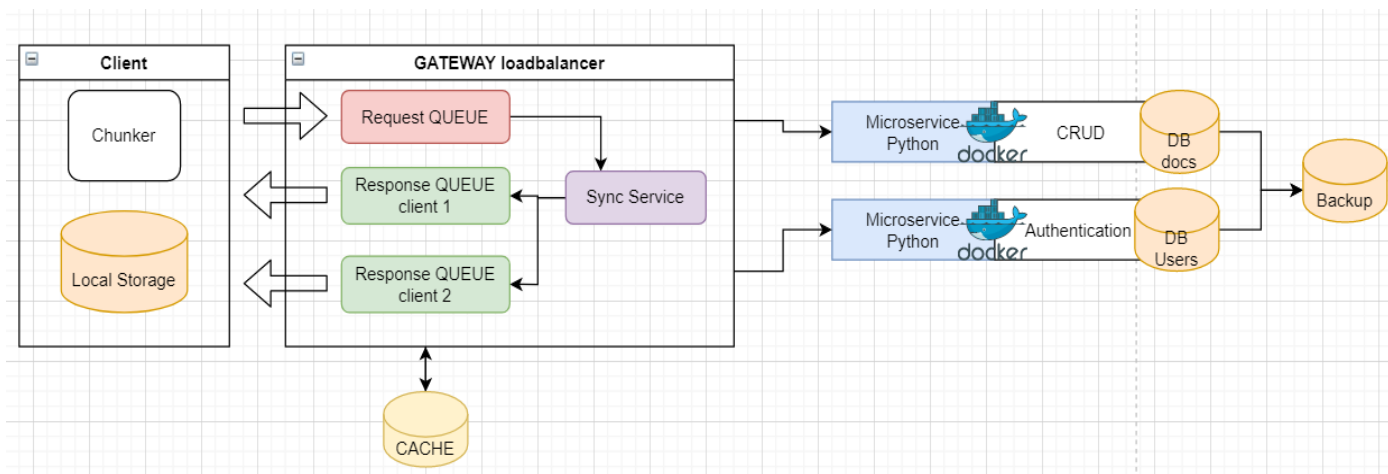 Client
Chunker
Local Storage
GATEWAY loadbalancer
Request QUEUE
Response QUEUE
client 1
Sync Service
Response QUEUE
client 2
CACHE
Microservice
Python
docker
CRUD
DB
docs
Microservice
Python
docker
Authentication
DB
Users
Backup